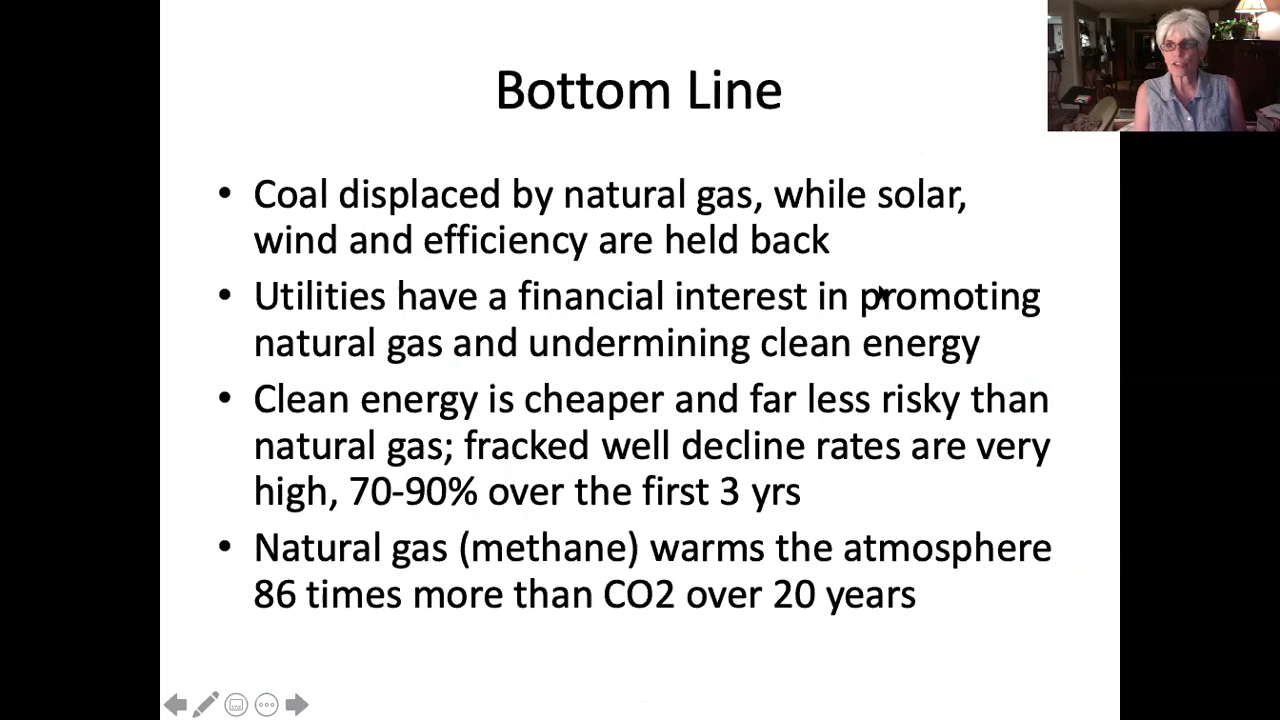 Bottom Line
• Coal displaced by natural gas, while solar,
wind and efficiency are held back
• Utilities have a financial interest in promoting
natural gas and undermining clean energy
• Clean energy is cheaper and far less risky than
natural gas; fracked well decline rates are very
high, 70-90% over the first 3 yrs
• Natural gas (methane) warms the atmosphere
86 times more than CO2 over 20 years